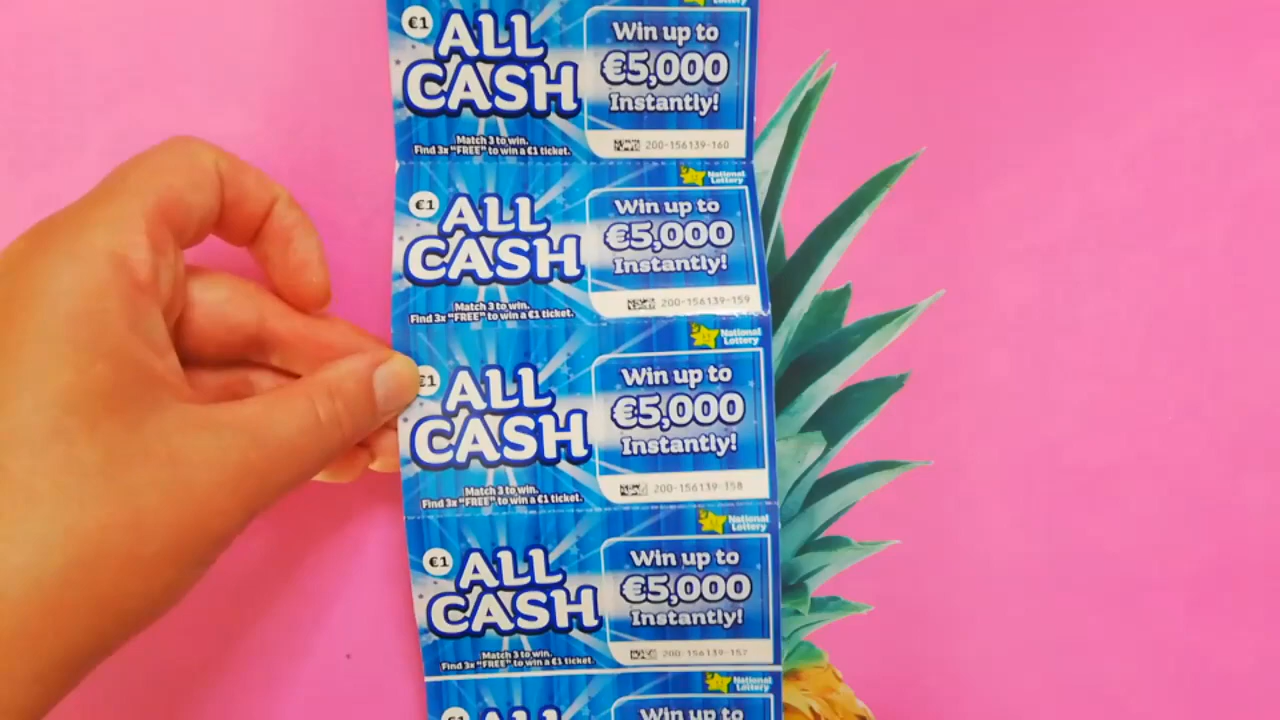 Lottery
€1
ALL
CASH
Win up to
€5,000
Instantly!
Match 3 to win.
Find 3x "FREE" to win a €1 ticket.
200-156139-160
National
Lottery
€1
ALL
CASH
Win up to
€5,000
Instantly!
Match 3 to win.
Find 3x "FREE" to win a €1 ticket.
200-156139-159
National
Lottery
€1
ALL
CASH
Win up to
€5,000
Instantly!
Match 3 to win.
Find 3x "FREE" to win a €1 ticket.
200-156139-158
National
Lottery
€1
ALL
CASH
Win up to
€5,000
Instantly!
Match 3 to win.
Find 3x "FREE" to win a €1 ticket.
200-156139-157
National
Lottery
€1
ALL
Win up to